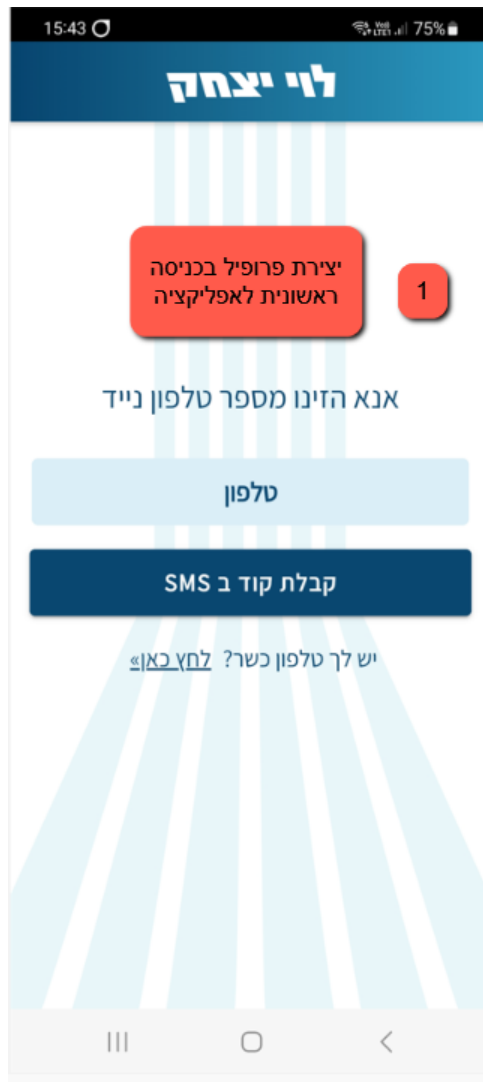 15:43 75%
לוי יצחק
יצירת פרופיל בכניסה
ראשונית לאפליקציה
1
אנא הזינו מספר טלפון נייד
טלפון
קבלת קוד ב SMS
יש לך טלפון כשר? לחץ כאן»